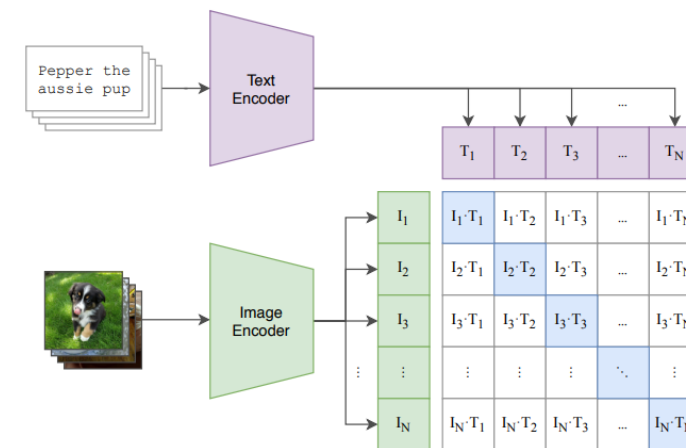 Pepper the
aussie pup
Text
Encoder
...
T1 T2 T3 ... TN
I1 I1·T1 I1·T2 I1·T3 ...
I2 I2·T1 I2·T2 I2·T3 ...
Image
Encoder
I3 I3·T1 I3·T2 I3·T3 ...
⋮ ⋮ ⋮ ⋮ ⋮ ⋱ ⋮
IN IN·T1 IN·T2 IN·T3 ...